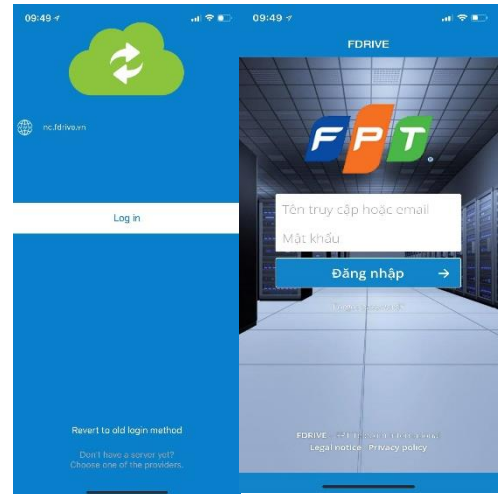 09:49
nc.fdrive.vn
Log in
Revert to old login method
Don't have a server yet?
Choose one of the providers.
09:49
FDRIVE
FPT
Tên truy cập hoặc email
Mật khẩu
Đăng nhập →
FDRIVE
Legal notice Privacy policy